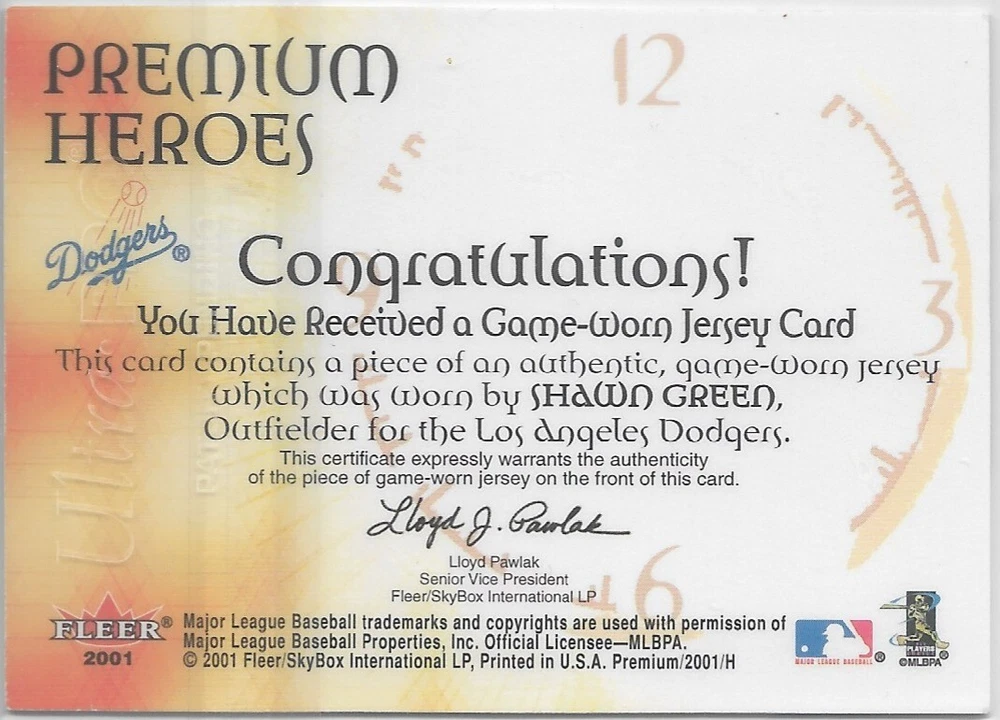 PREMIUM
HEROES
12
Dodgers®
Congratulations!
3
You Have Received a Game-Worn Jersey Card
This card contains a piece of an authentic, game-worn jersey
which was worn by SHAWN GREEN,
Outfielder for the Los Angeles Dodgers.
This certificate expressly warrants the authenticity
of the piece of game-worn jersey on the front of this card.
Lloyd J. Pawlak
Lloyd Pawlak
Senior Vice President
Fleer/SkyBox International LP
6
FLEER®
2001
Major League Baseball trademarks and copyrights are used with permission of
Major League Baseball Properties, Inc. Official Licensee—MLBPA.
© 2001 Fleer/SkyBox International LP, Printed in U.S.A. Premium/2001/H
MAJOR LEAGUE BASEBALL®
PLAYERS
©MLBPA